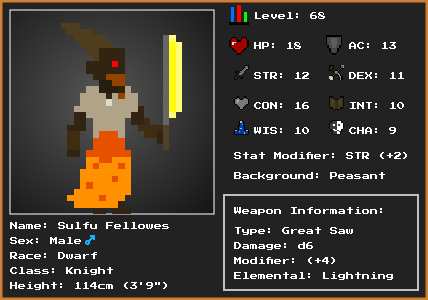 Level: 68
HP: 18 AC: 13
STR: 12 DEX: 11
CON: 16 INT: 10
WIS: 10 CHA: 9
Stat Modifier: STR (+2)
Background: Peasant
Name: Sulfu Fellowes
Sex: Male♂
Race: Dwarf
Class: Knight
Height: 114cm (3'9")
Weapon Information:
Type: Great Saw
Damage: d6
Modifier: (+4)
Elemental: Lightning